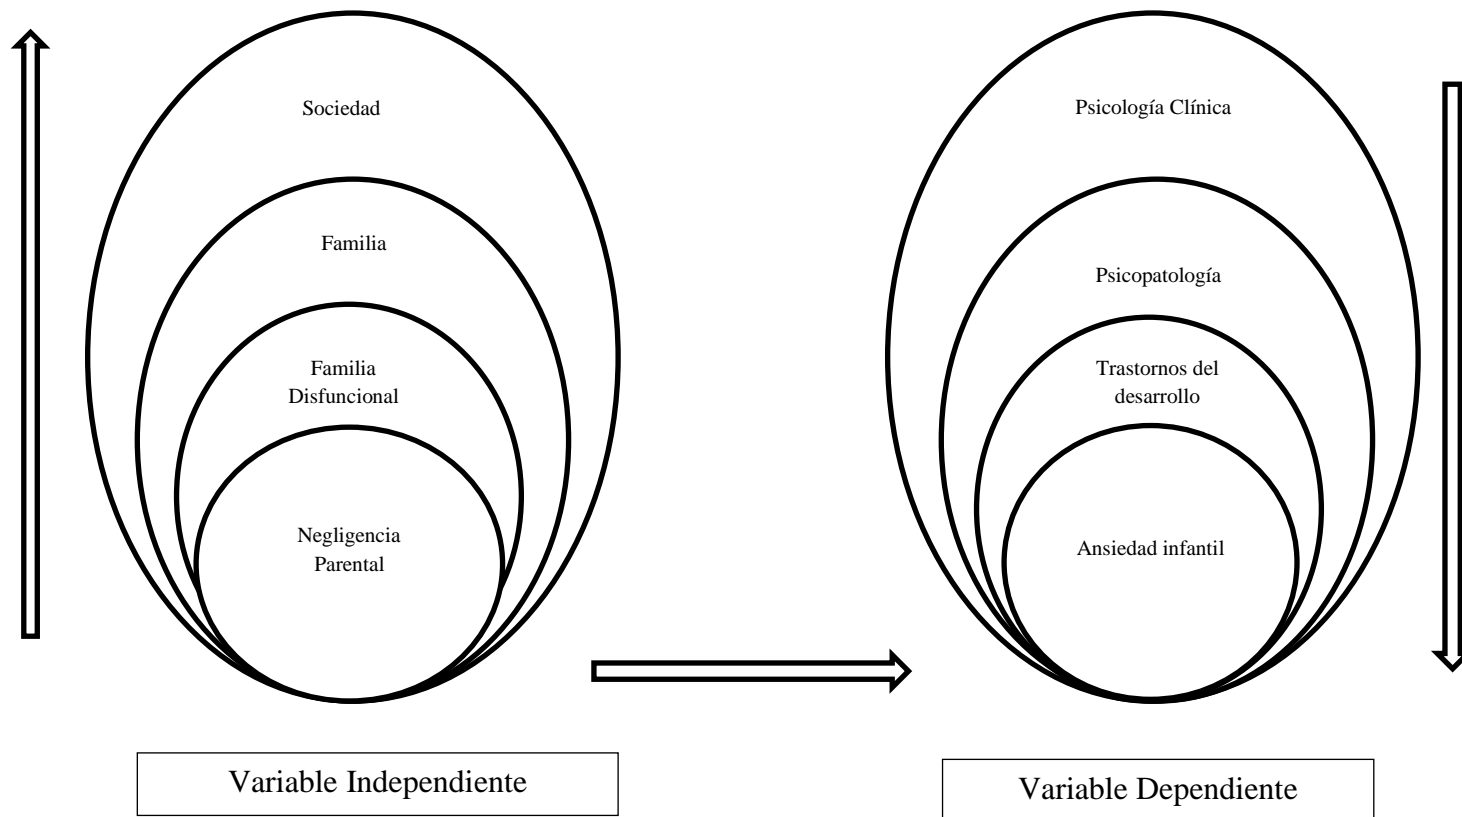 Sociedad
Familia
Familia
Disfuncional
Negligencia
Parental
Variable Independiente
Psicología Clínica
Psicopatología
Trastornos del
desarrollo
Ansiedad infantil
Variable Dependiente